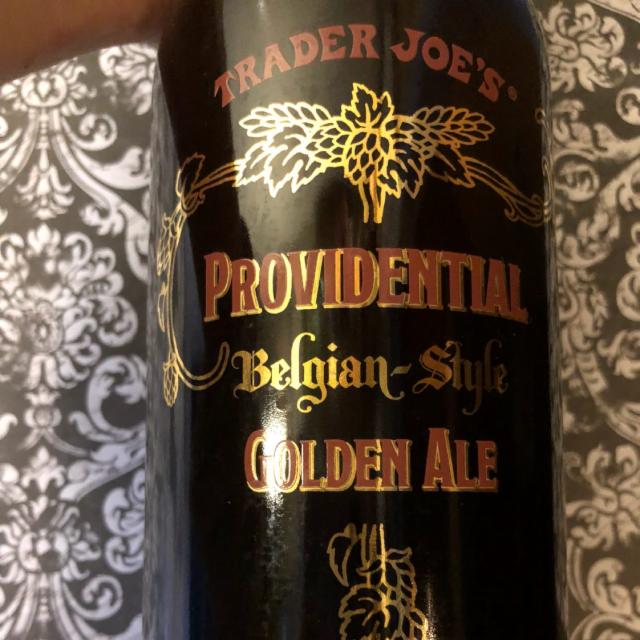 TRADER JOE'S®
PROVIDENTIAL
Belgian-Style
GOLDEN ALE